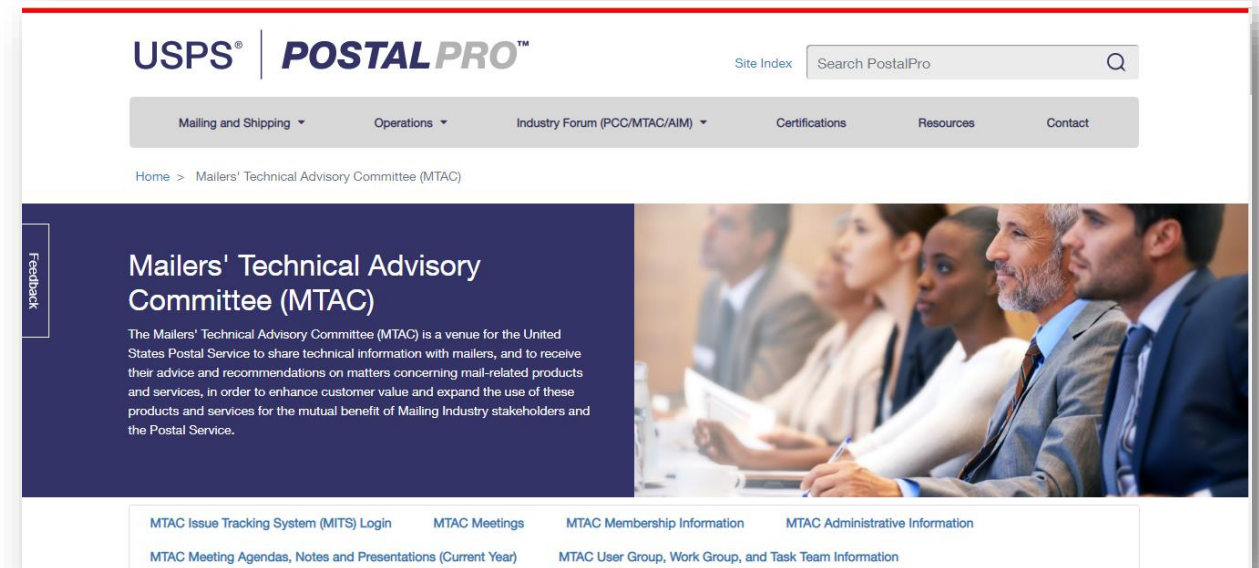 USPS® POSTALPRO™
Site Index Search PostalPro
Mailing and Shipping Operations Industry Forum (PCC/MTAC/AIM) Certifications Resources Contact
Home > Mailers' Technical Advisory Committee (MTAC)
Feedback
Mailers' Technical Advisory
Committee (MTAC)
The Mailers' Technical Advisory Committee (MTAC) is a venue for the United
States Postal Service to share technical information with mailers, and to receive
their advice and recommendations on matters concerning mail-related products
and services, in order to enhance customer value and expand the use of these
products and services for the mutual benefit of Mailing Industry stakeholders and
the Postal Service.
MTAC Issue Tracking System (MITS) Login MTAC Meetings MTAC Membership Information MTAC Administrative Information
MTAC Meeting Agendas, Notes and Presentations (Current Year) MTAC User Group, Work Group, and Task Team Information